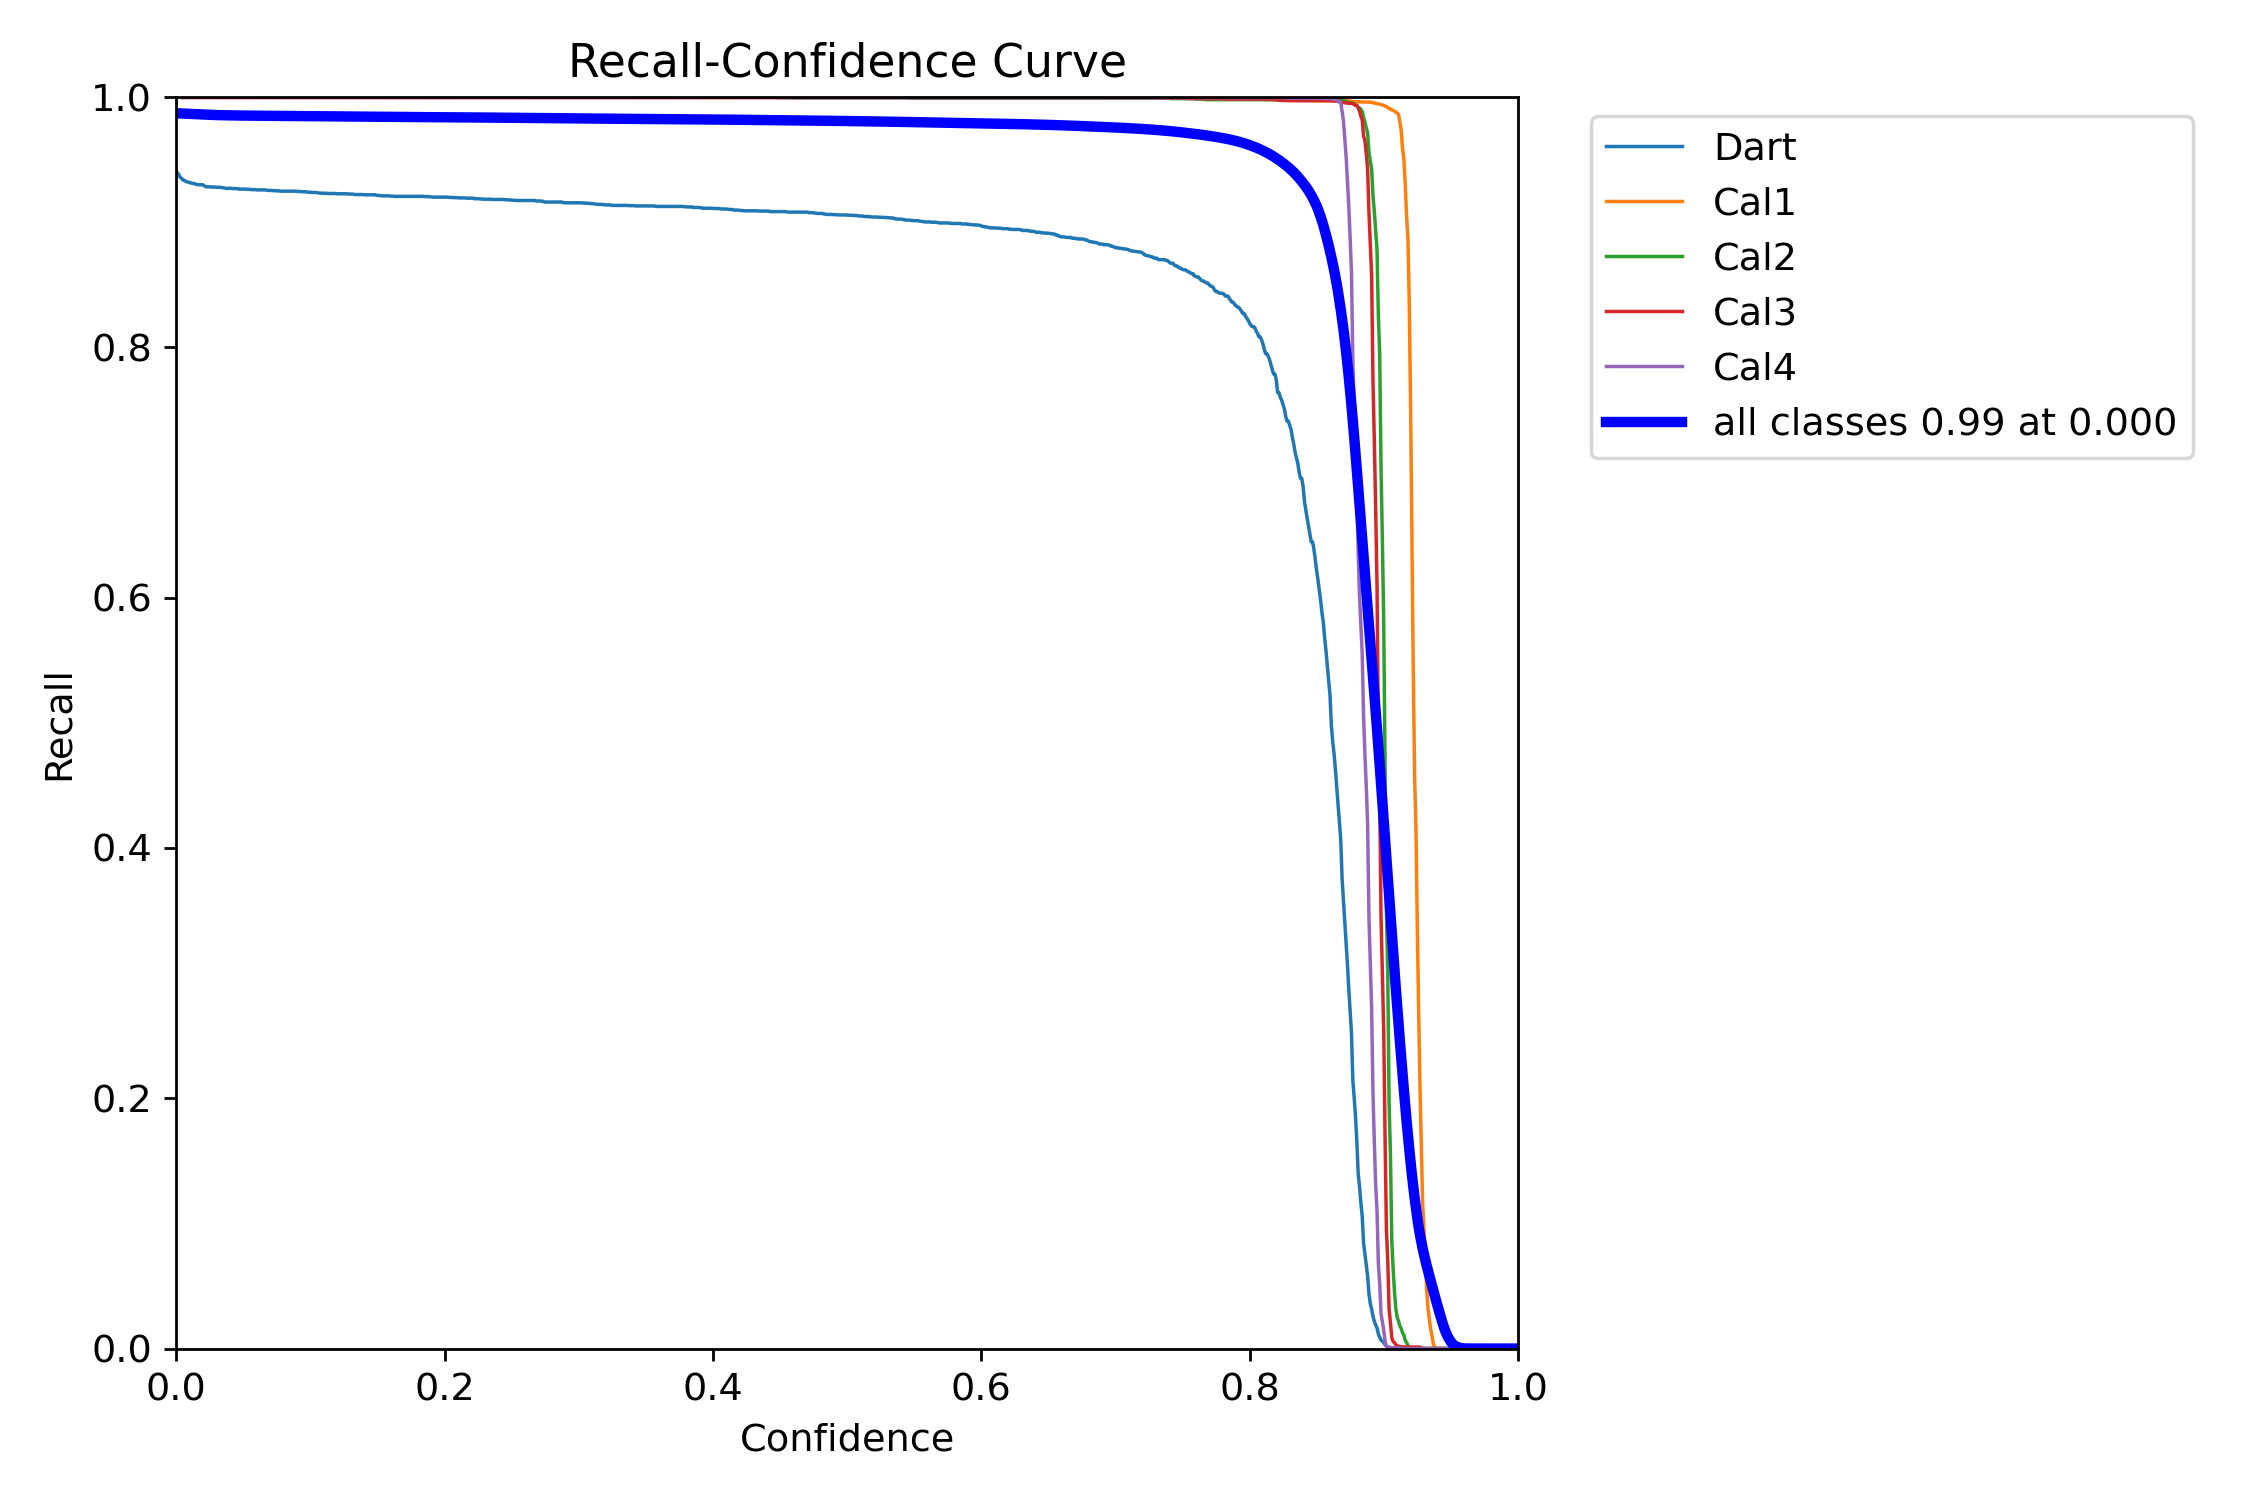 Recall-Confidence Curve
1.0
0.8
0.6
0.4
0.2
0.0
Recall
0.0 0.2 0.4 0.6 0.8 1.0
Confidence
Dart
Cal1
Cal2
Cal3
Cal4
all classes 0.99 at 0.000